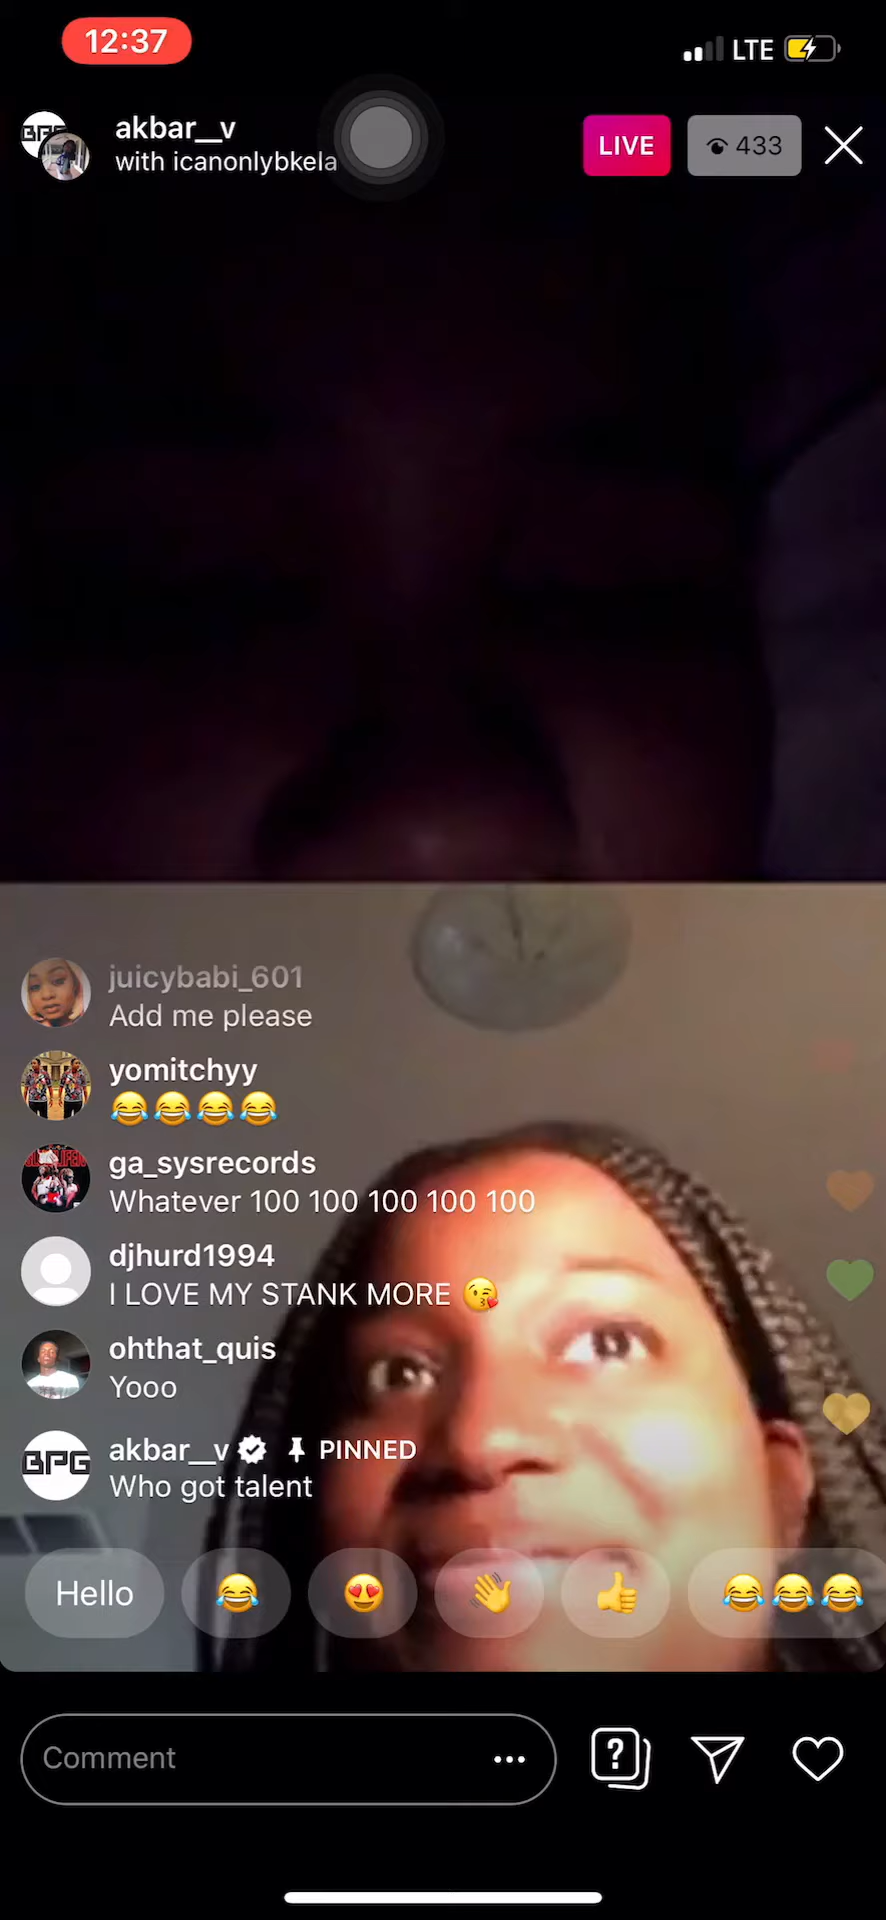 12:37
LTE
akbar__v
with icanonlybkela
LIVE
433
juicybabi_601
Add me please
yomitchyy
😂😂😂😂
ga_sysrecords
Whatever 100 100 100 100 100
djhurd1994
I LOVE MY STANK MORE 😘
ohthat_quis
Yooo
BPG
akbar__v PINNED
Who got talent
Hello 😂 😍 👋 👍 😂😂😂
Comment